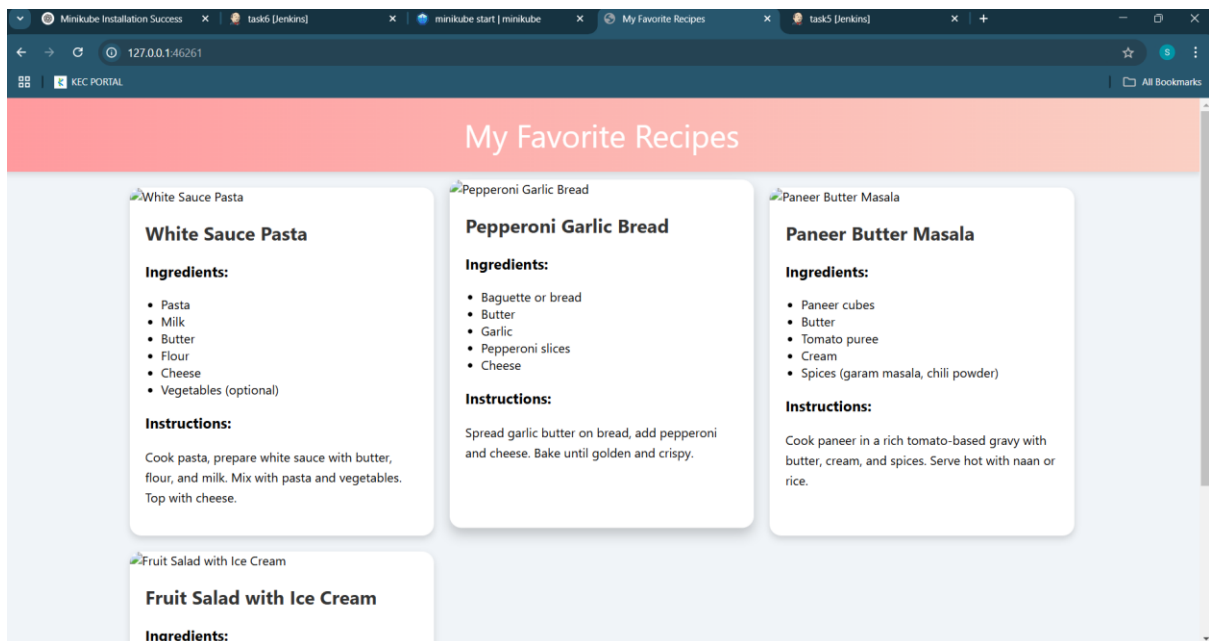 Minikube Installation Success
task6 [Jenkins]
minikube start | minikube
My Favorite Recipes
task5 [Jenkins]
127.0.0.1:46261
S
KEC PORTAL
All Bookmarks
My Favorite Recipes
White Sauce Pasta
White Sauce Pasta
Ingredients:
Pasta
Milk
Butter
Flour
Cheese
Vegetables (optional)
Instructions:
Cook pasta, prepare white sauce with butter,
flour, and milk. Mix with pasta and vegetables.
Top with cheese.
Pepperoni Garlic Bread
Pepperoni Garlic Bread
Ingredients:
Baguette or bread
Butter
Garlic
Pepperoni slices
Cheese
Instructions:
Spread garlic butter on bread, add pepperoni
and cheese. Bake until golden and crispy.
Paneer Butter Masala
Paneer Butter Masala
Ingredients:
Paneer cubes
Butter
Tomato puree
Cream
Spices (garam masala, chili powder)
Instructions:
Cook paneer in a rich tomato-based gravy with
butter, cream, and spices. Serve hot with naan or
rice.
Fruit Salad with Ice Cream
Fruit Salad with Ice Cream
Ingredients: